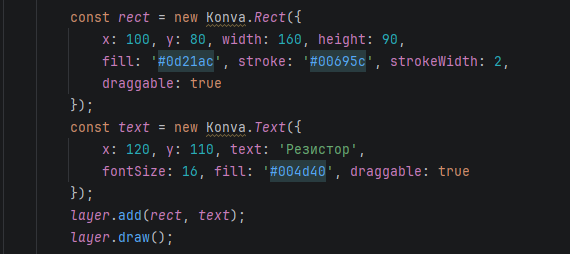 const rect = new Konva.Rect({
x: 100, y: 80, width: 160, height: 90,
fill: '#0d21ac', stroke: '#00695c', strokeWidth: 2,
draggable: true
});
const text = new Konva.Text({
x: 120, y: 110, text: 'Резистор',
fontSize: 16, fill: '#004d40', draggable: true
});
layer.add(rect, text);
layer.draw();